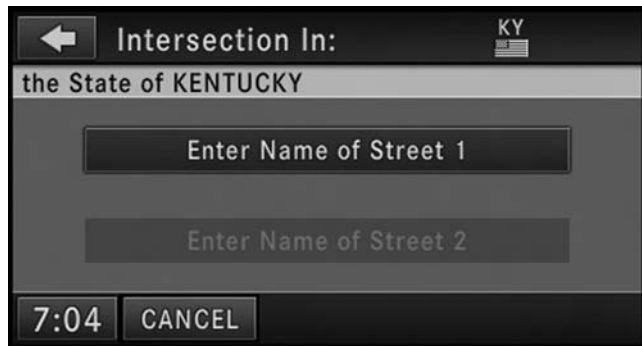 Intersection In:
KY
the State of KENTUCKY
Enter Name of Street 1
Enter Name of Street 2
7:04
CANCEL